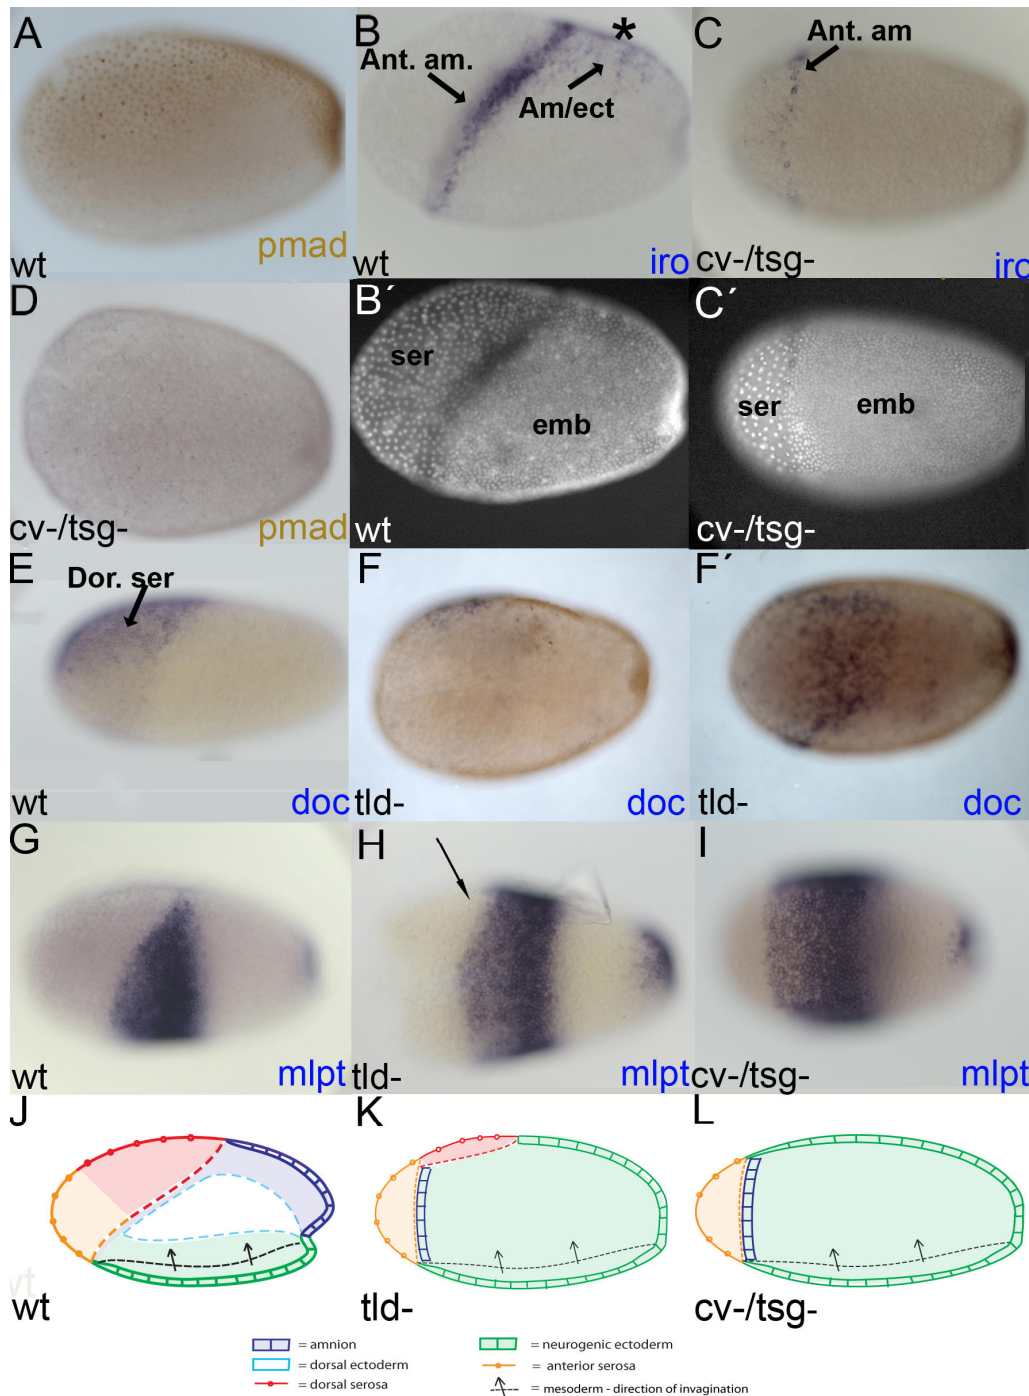 A
wt
pmad
B
*
Ant. am.
Am/ect
wt
iro
C
Ant. am
cv-/tsg-
iro
D
cv-/tsg-
pmad
B´
ser
emb
wt
C´
ser
emb
cv-/tsg-
E
Dor. ser
wt
doc
F
tld-
doc
F´
tld-
doc
G
wt
mlpt
H
tld-
mlpt
I
cv-/tsg-
mlpt
J
wt
wt
K
tld-
L
cv-/tsg-
= amnion
= dorsal ectoderm
= dorsal serosa
= neurogenic ectoderm
= anterior serosa
= mesoderm - direction of invagination